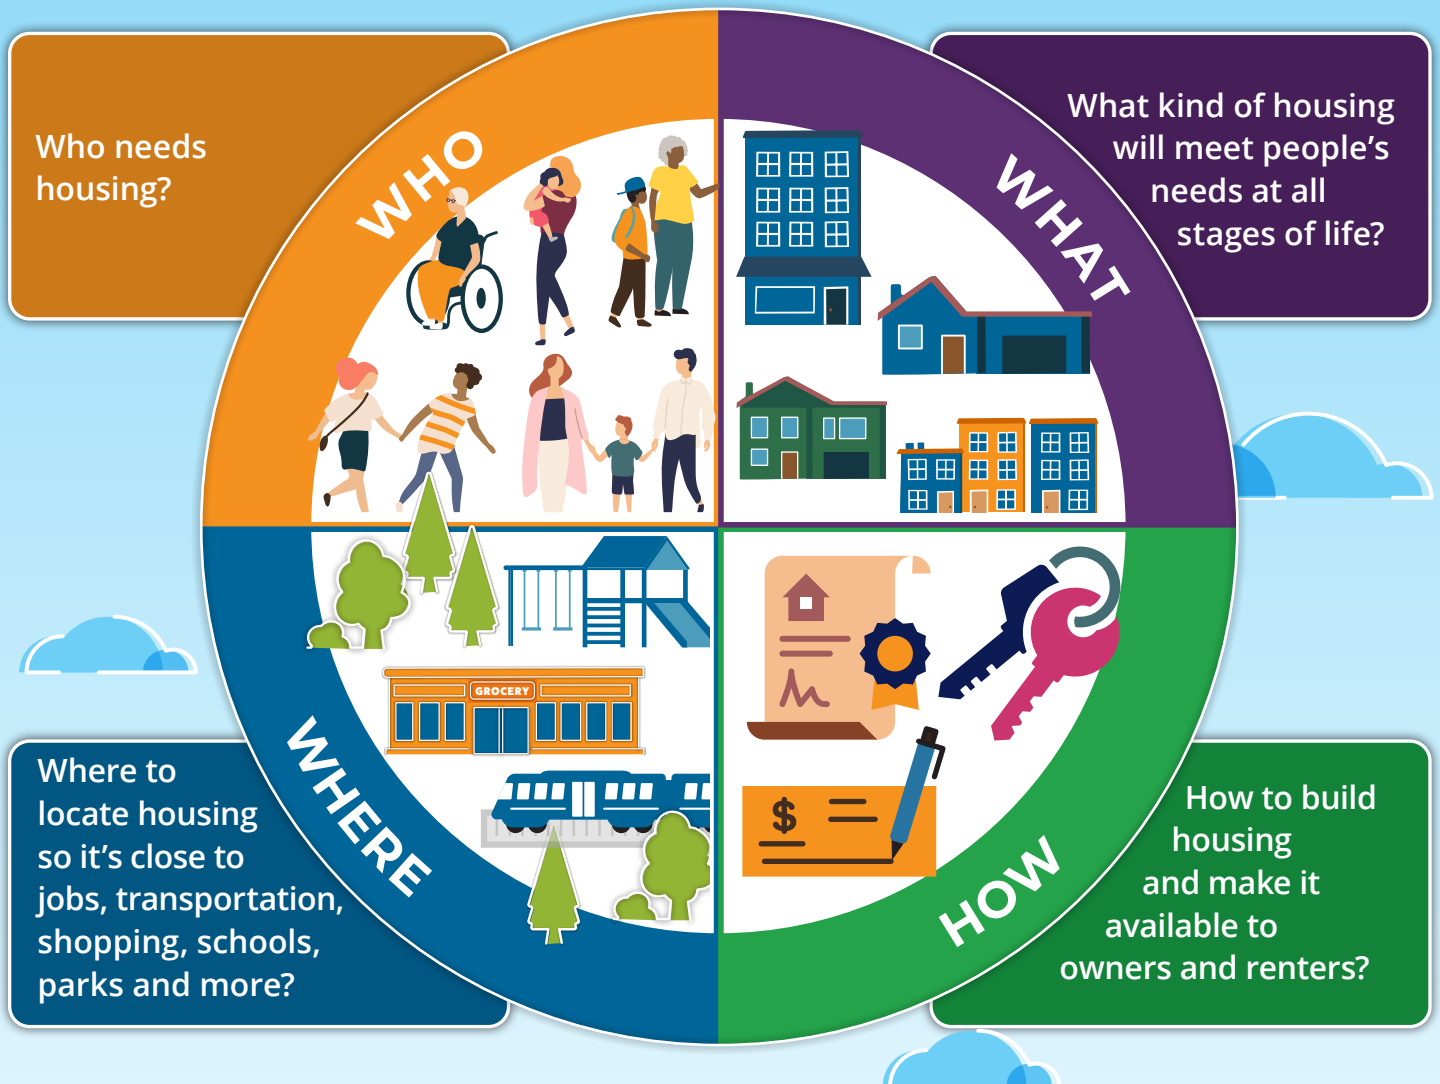 Who needs
housing?
WHO
What kind of housing
will meet people’s
needs at all
stages of life?
WHAT
GROCERY
WHERE
Where to
locate housing
so it’s close to
jobs, transportation,
shopping, schools,
parks and more?
$
HOW
How to build
housing
and make it
available to
owners and renters?